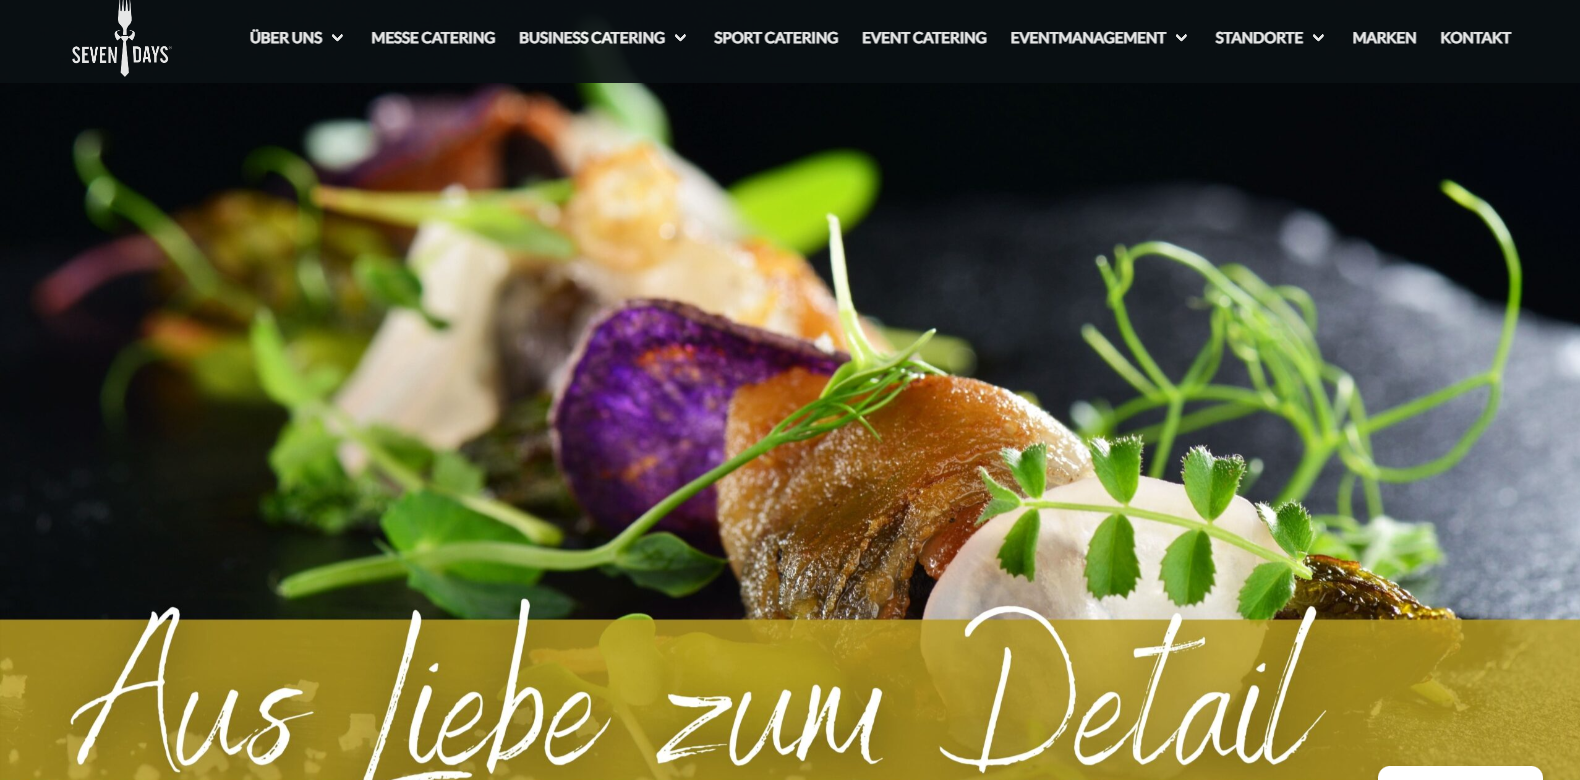 SEVEN DAYS
ÜBER UNS MESSE CATERING BUSINESS CATERING SPORT CATERING EVENT CATERING EVENTMANAGEMENT STANDORTE MARKEN KONTAKT
Aus Liebe zum Detail